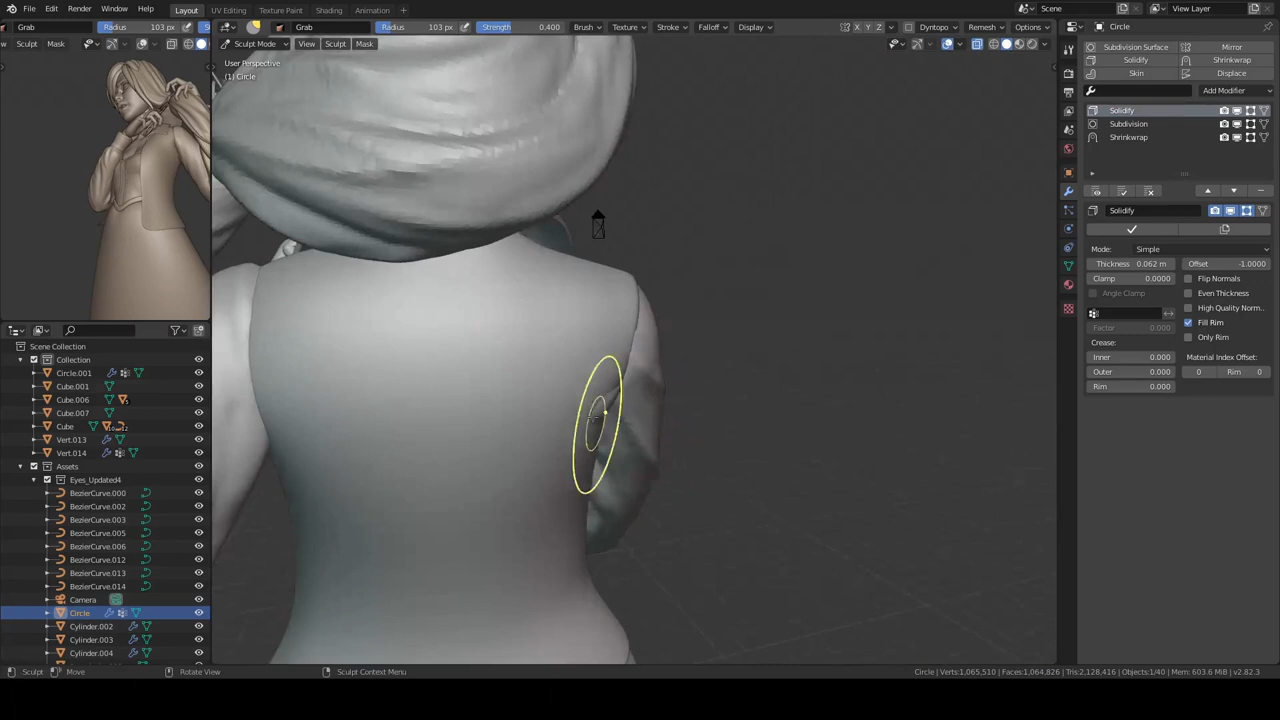 File Edit Render Window Help Layout UV Editing Texture Paint Shading Animation + Scene View Layer
Grab Radius 103 px S Grab Radius 103 px Strength 0.400 Brush Texture Stroke Falloff Display X Y Z Dyntopo Remesh Options Circle
Sculpt Mask Sculpt Mode View Sculpt Mask
Subdivision Surface Mirror
Solidify Shrinkwrap
Skin Displace
User Perspective
(1) Circle
Add Modifier
Solidify
Subdivision
Shrinkwrap
Solidify
Mode: Simple
Thickness 0.062 m Offset -1.0000
Clamp 0.0000 Flip Normals
Angle Clamp Even Thickness
High Quality Norm..
Factor 0.000 Fill Rim
Crease: Only Rim
Inner 0.000 Material Index Offset:
Outer 0.000 0 Rim 0
Rim 0.000
Scene Collection
Collection
Circle.001
Cube.001
Cube.006 5
Cube.007
Cube
Vert.013
Vert.014
Assets
Eyes_Updated4
BezierCurve.000
BezierCurve.002
BezierCurve.003
BezierCurve.005
BezierCurve.006
BezierCurve.012
BezierCurve.013
BezierCurve.014
Camera
Circle
Cylinder.002
Cylinder.003
Cylinder.004
Sculpt Move Rotate View Sculpt Context Menu Circle | Verts:1,065,510 | Faces:1,064,826 | Tris:2,128,416 | Objects:1/40 | Mem: 603.6 MiB | v2.82.3